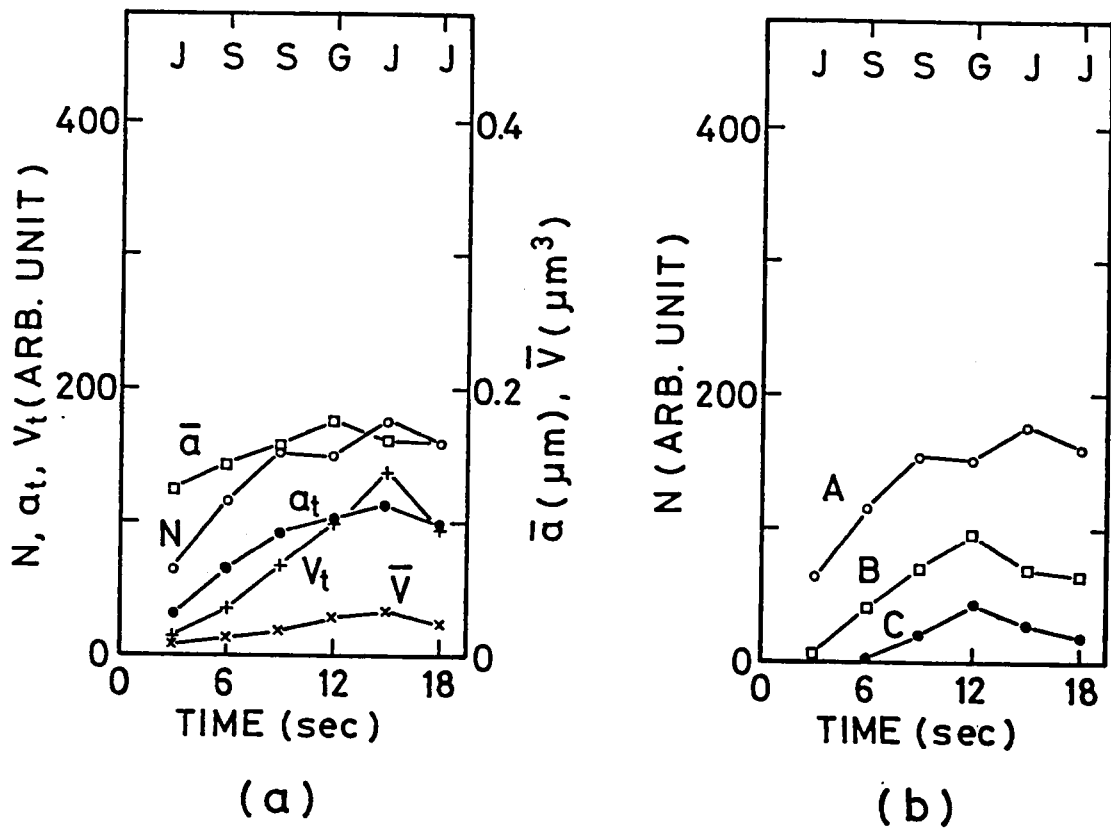 J S S G J J
400
200
0
0.4
0.2
0
N, a_t, V_t (ARB. UNIT)
ā (μm), V̄ (μm³)
ā
N
a_t
V_t
V̄
0 6 12 18
TIME (sec)
(a)
J S S G J J
400
200
0
N (ARB. UNIT)
A
B
C
0 6 12 18
TIME (sec)
(b)